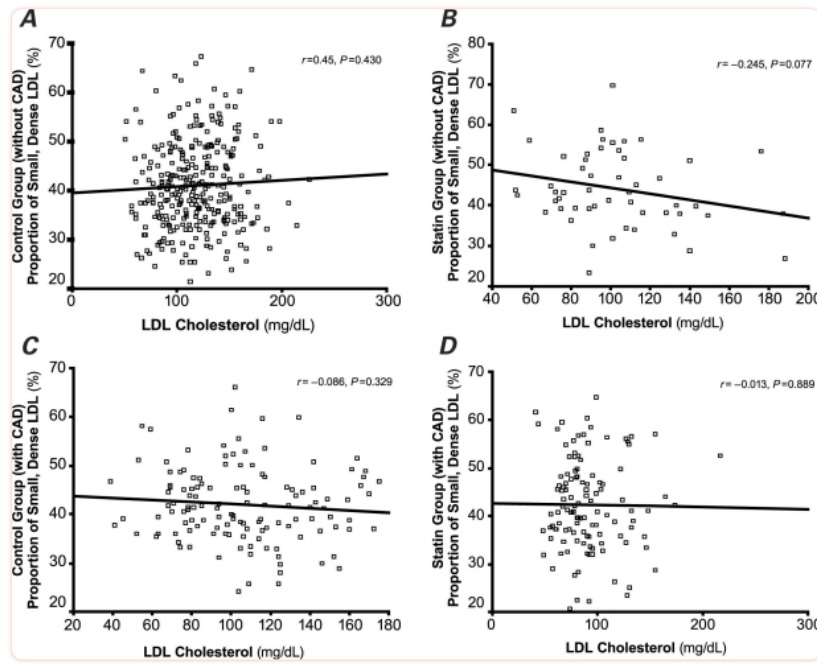 A
Control Group (without CAD)
Proportion of Small, Dense LDL (%)
r=0.45, P=0.430
70
60
50
40
30
20
0
100
200
300
LDL Cholesterol (mg/dL)
B
Statin Group (without CAD)
Proportion of Small, Dense LDL (%)
r= −0.245, P=0.077
80
70
60
50
40
30
20
40
60
80
100
120
140
160
180
200
LDL Cholesterol (mg/dL)
C
Control Group (with CAD)
Proportion of Small, Dense LDL (%)
r= −0.086, P=0.329
70
60
50
40
30
20
20
40
60
80
100
120
140
160
180
LDL Cholesterol (mg/dL)
D
Statin Group (with CAD)
Proportion of Small, Dense LDL (%)
r= −0.013, P=0.889
70
60
50
40
30
20
0
100
200
300
LDL Cholesterol (mg/dL)